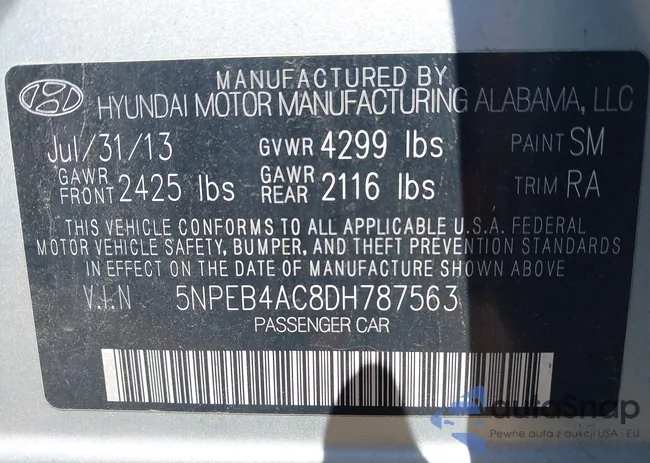 MANUFACTURED BY
HYUNDAI MOTOR MANUFACTURING ALABAMA, LLC
Jul/31/13 GVWR 4299 lbs PAINT SM
GAWR FRONT 2425 lbs GAWR REAR 2116 lbs TRIM RA
THIS VEHICLE CONFORMS TO ALL APPLICABLE U.S.A. FEDERAL
MOTOR VEHICLE SAFETY, BUMPER, AND THEFT PREVENTION STANDARDS
IN EFFECT ON THE DATE OF MANUFACTURE SHOWN ABOVE
V.I.N 5NPEB4AC8DH787563
PASSENGER CAR
autoSnap
Pewne auta z aukcji USA i EU